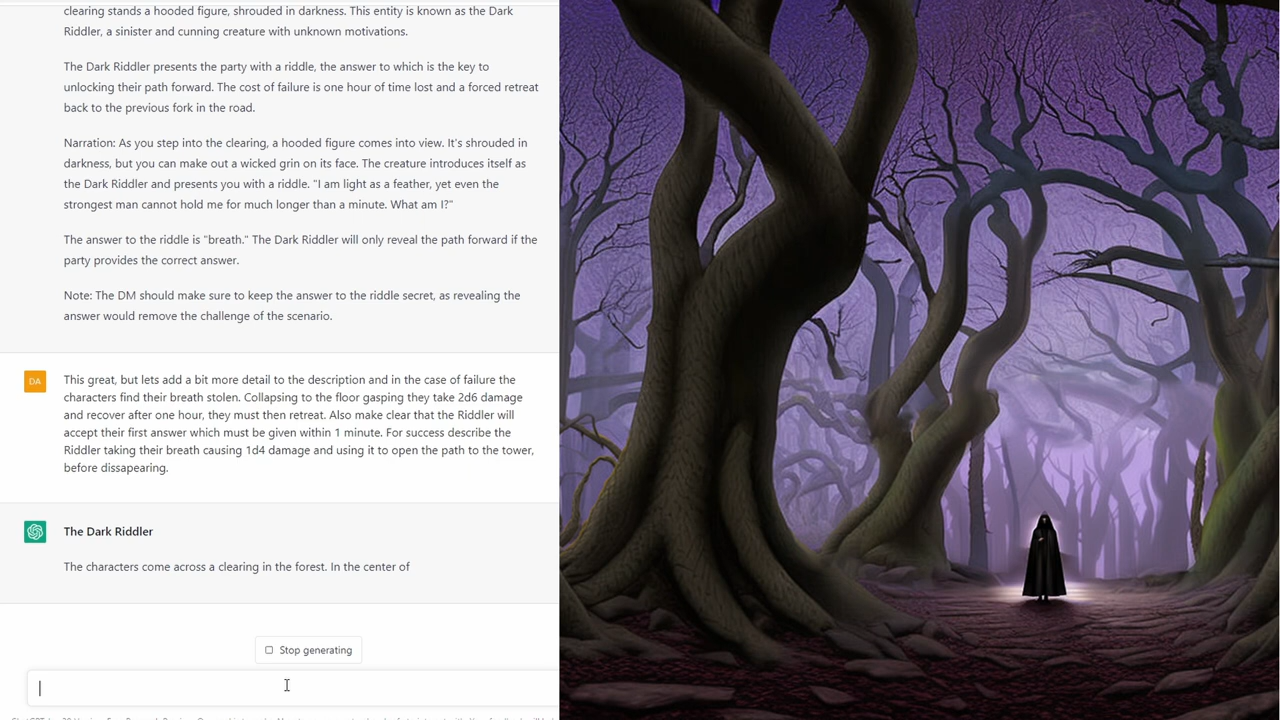 clearing stands a hooded figure, shrouded in darkness. This entity is known as the Dark
Riddler, a sinister and cunning creature with unknown motivations.
The Dark Riddler presents the party with a riddle, the answer to which is the key to
unlocking their path forward. The cost of failure is one hour of time lost and a forced retreat
back to the previous fork in the road.
Narration: As you step into the clearing, a hooded figure comes into view. It's shrouded in
darkness, but you can make out a wicked grin on its face. The creature introduces itself as
the Dark Riddler and presents you with a riddle. "I am light as a feather, yet even the
strongest man cannot hold me for much longer than a minute. What am I?"
The answer to the riddle is "breath." The Dark Riddler will only reveal the path forward if the
party provides the correct answer.
Note: The DM should make sure to keep the answer to the riddle secret, as revealing the
answer would remove the challenge of the scenario.
DA
This great, but lets add a bit more detail to the description and in the case of failure the
characters find their breath stolen. Collapsing to the floor gasping they take 2d6 damage
and recover after one hour, they must then retreat. Also make clear that the Riddler will
accept their first answer which must be given within 1 minute. For success describe the
Riddler taking their breath causing 1d4 damage and using it to open the path to the tower,
before dissapearing.
The Dark Riddler
The characters come across a clearing in the forest. In the center of
Stop generating